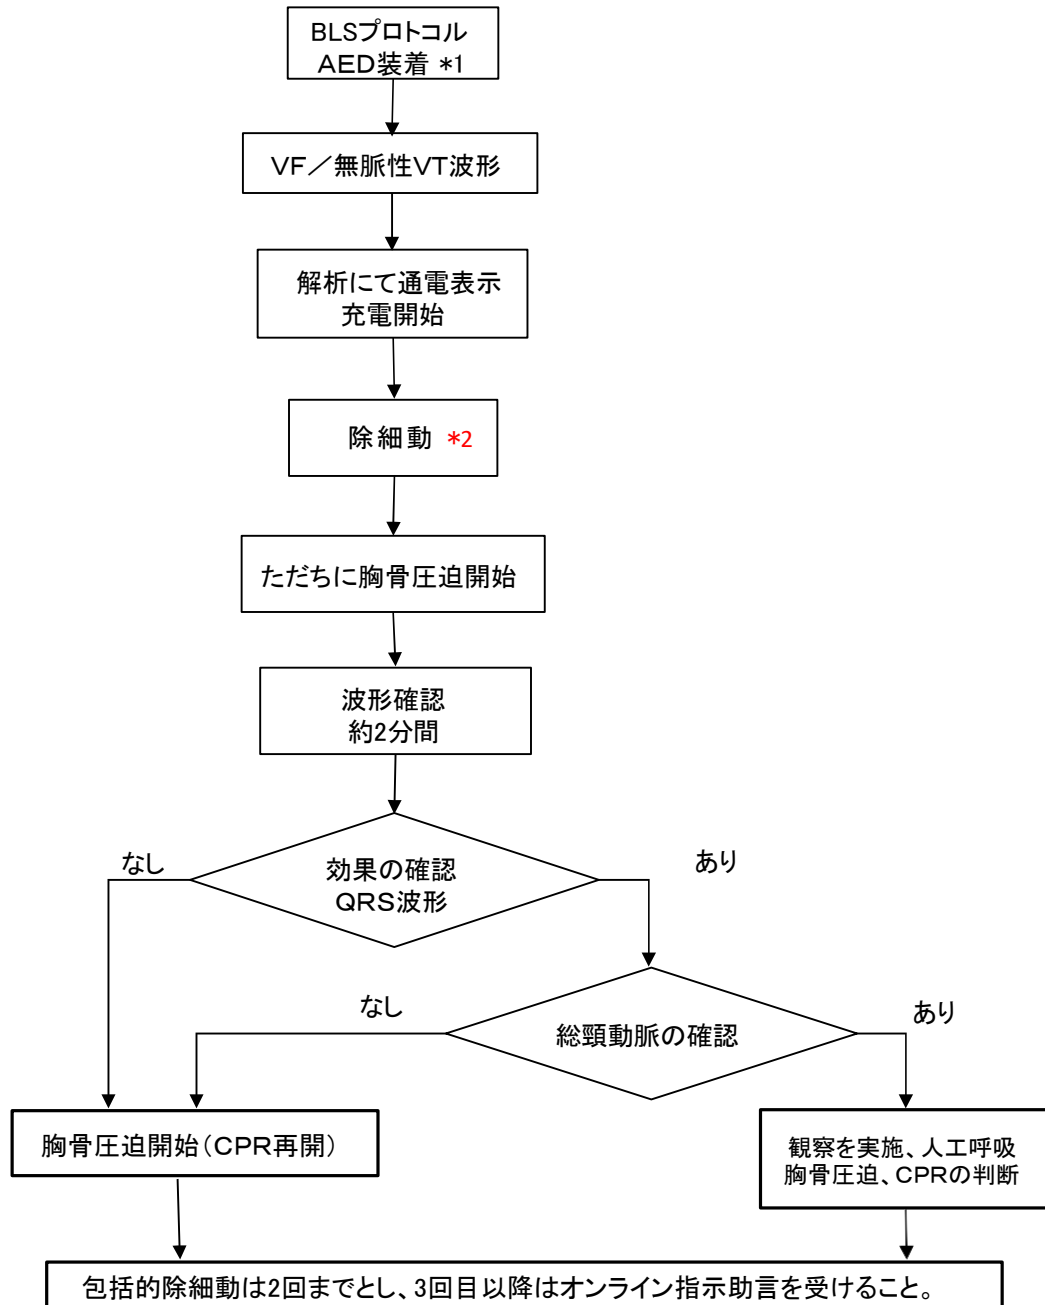 BLSプロトコル
AED装着 *1
VF／無脈性VT波形
解析にて通電表示
充電開始
除細動 *2
ただちに胸骨圧迫開始
波形確認
約2分間
なし
効果の確認
QRS波形
あり
なし
総頸動脈の確認
あり
胸骨圧迫開始（CPR再開）
観察を実施、人工呼吸
胸骨圧迫、CPRの判断
包括的除細動は2回までとし、3回目以降はオンライン指示助言を受けること。